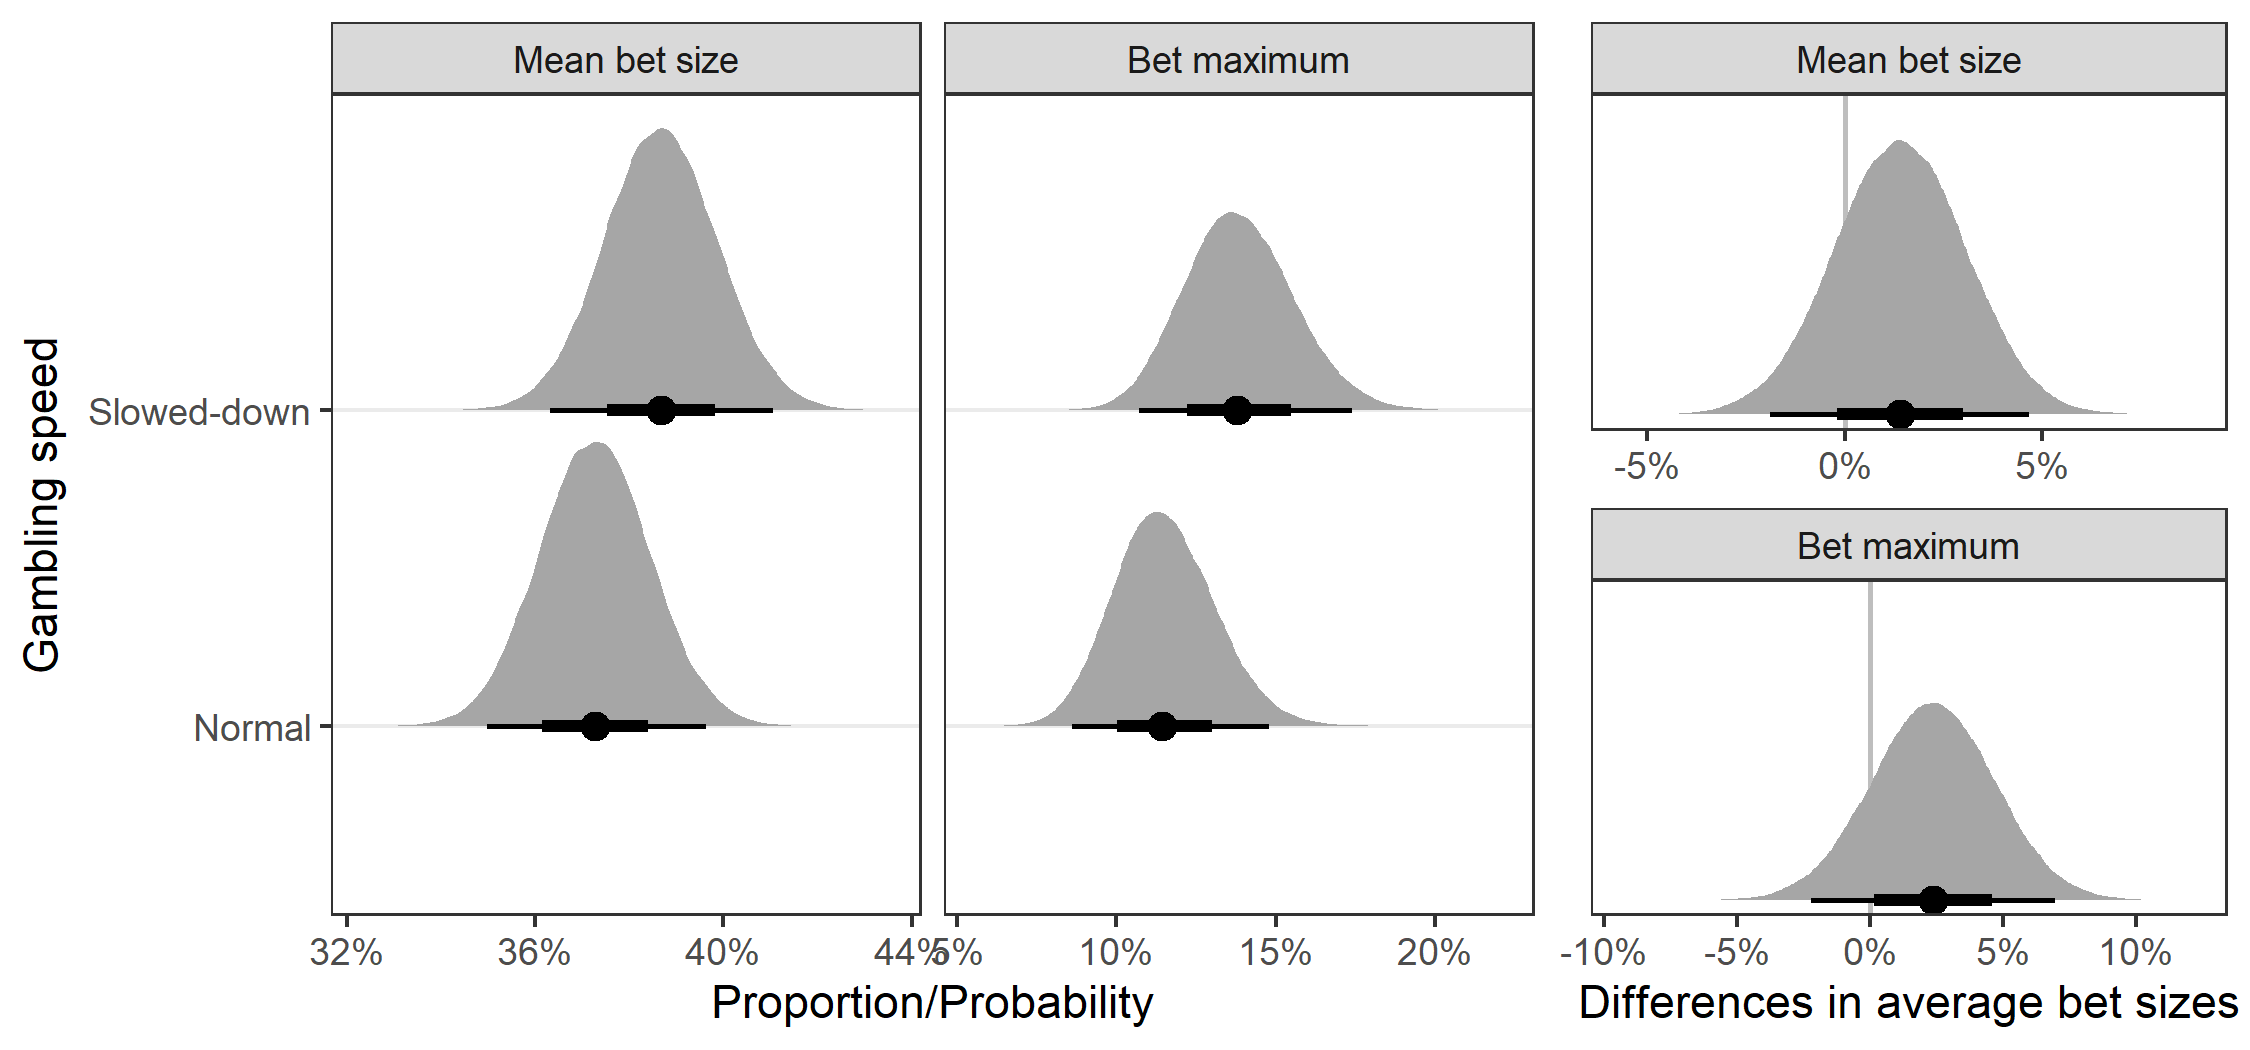 Mean bet size
Bet maximum
Mean bet size
Gambling speed
Slowed-down
Normal
-5% 0% 5%
Bet maximum
32% 36% 40% 44%
5% 10% 15% 20%
-10% -5% 0% 5% 10%
Proportion/Probability
Differences in average bet sizes